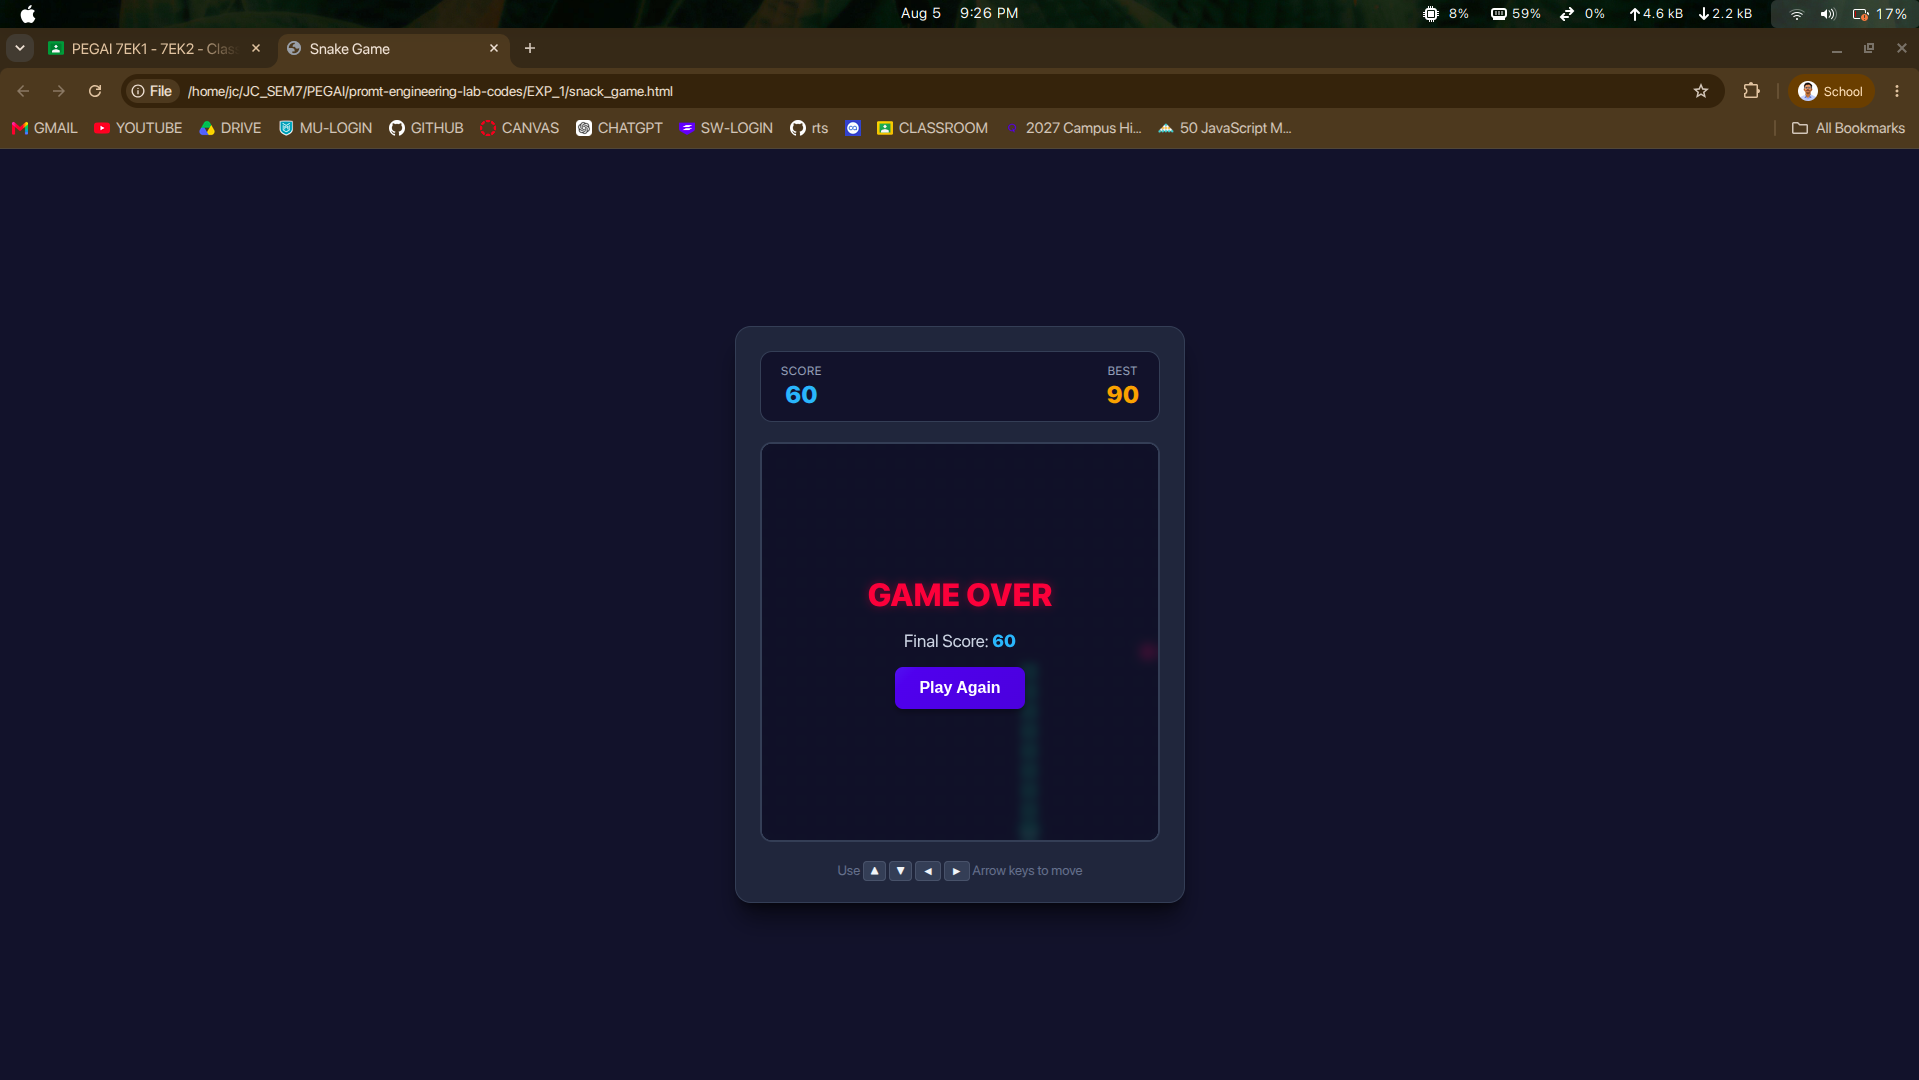 Aug 5 9:26 PM
8% 59% 0% 4.6 kB 2.2 kB 17%
PEGAI 7EK1 - 7EK2 - Clas
Snake Game
File /home/jc/JC_SEM7/PEGAI/promt-engineering-lab-codes/EXP_1/snack_game.html
School
GMAIL YOUTUBE DRIVE MU-LOGIN GITHUB CANVAS CHATGPT SW-LOGIN rts CLASSROOM 2027 Campus Hi... 50 JavaScript M... All Bookmarks
SCORE BEST
60 90
GAME OVER
Final Score: 60
Play Again
Use ▲ ▼ ◄ ► Arrow keys to move